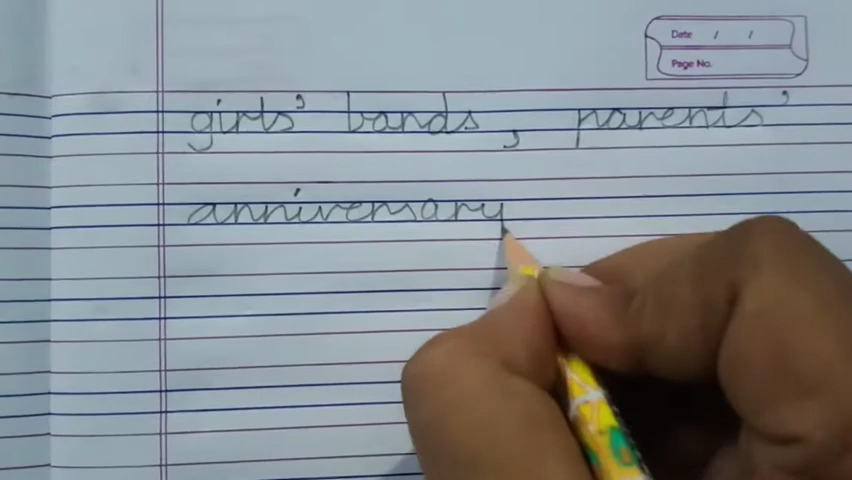 Date / /
Page No.
girls' bands, parents'
anniversary